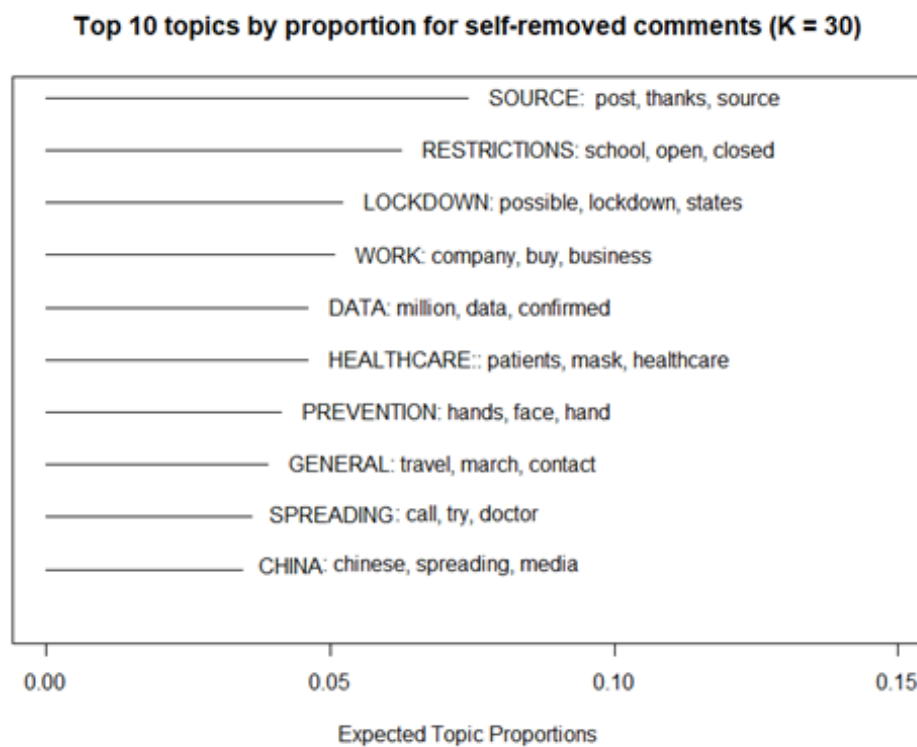 Top 10 topics by proportion for self-removed comments (K = 30)
SOURCE: post, thanks, source
RESTRICTIONS: school, open, closed
LOCKDOWN: possible, lockdown, states
WORK: company, buy, business
DATA: million, data, confirmed
HEALTHCARE:: patients, mask, healthcare
PREVENTION: hands, face, hand
GENERAL: travel, march, contact
SPREADING: call, try, doctor
CHINA: chinese, spreading, media
0.00 0.05 0.10 0.15
Expected Topic Proportions